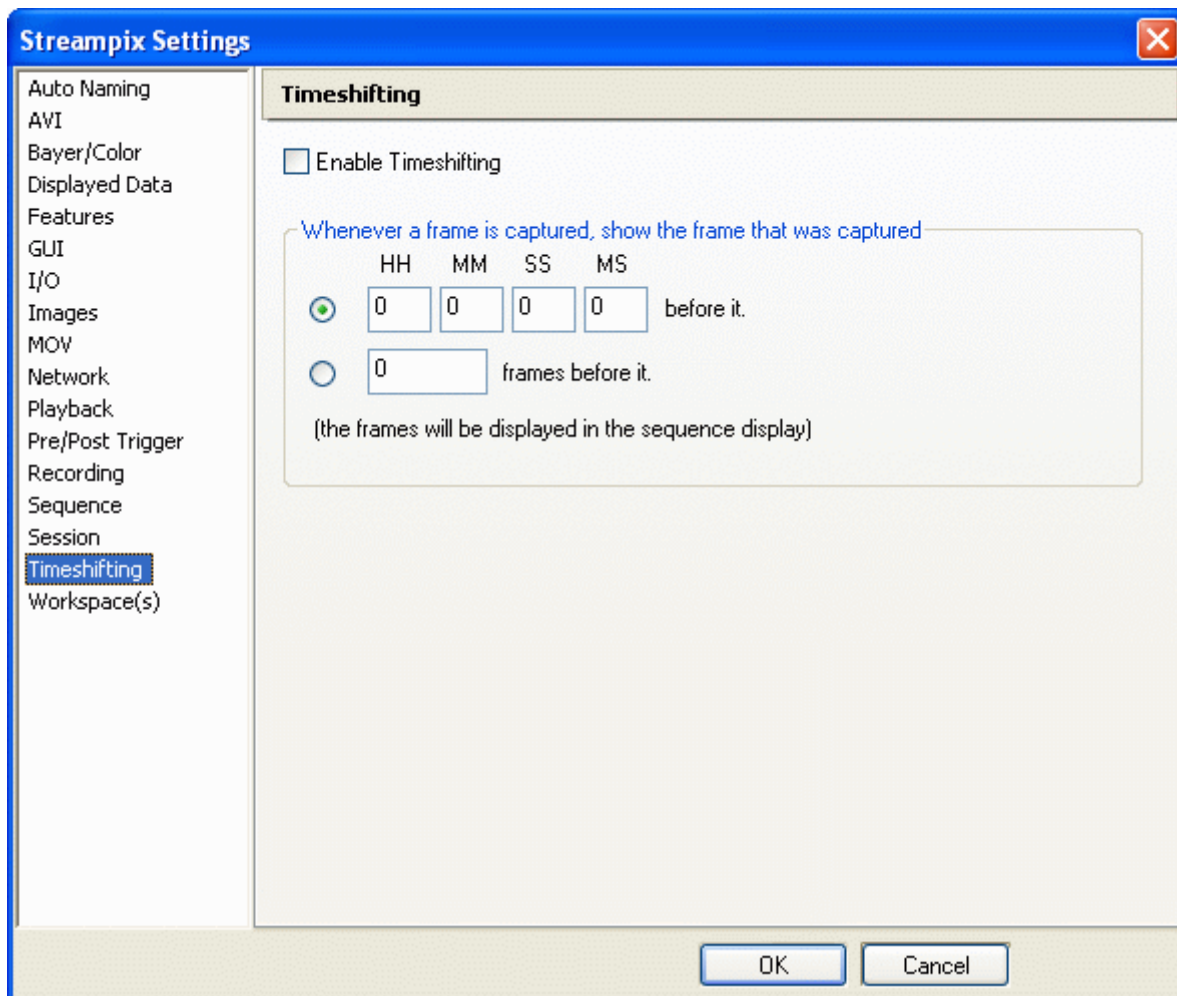 Streampix Settings
Auto Naming
AVI
Bayer/Color
Displayed Data
Features
GUI
I/O
Images
MOV
Network
Playback
Pre/Post Trigger
Recording
Sequence
Session
Timeshifting
Workspace(s)
Timeshifting
Enable Timeshifting
Whenever a frame is captured, show the frame that was captured
HH MM SS MS
0 0 0 0 before it.
0 frames before it.
(the frames will be displayed in the sequence display)
OK Cancel